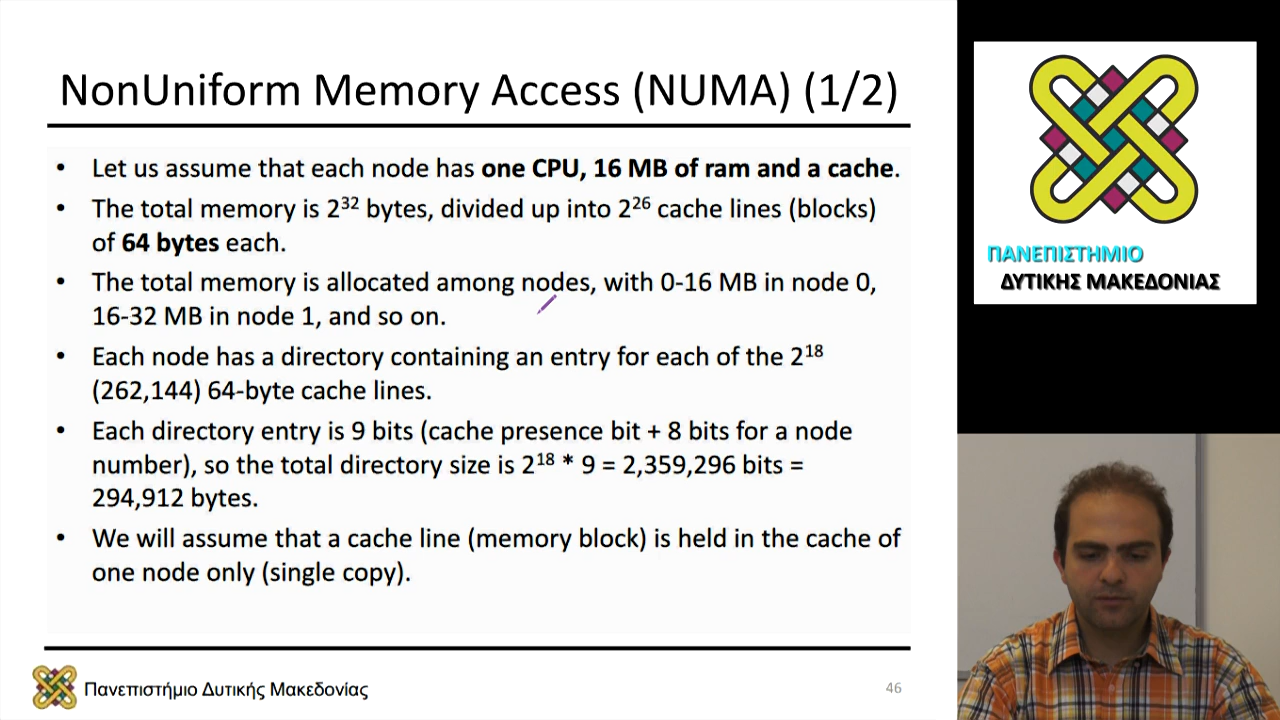 NonUniform Memory Access (NUMA) (1/2)
• Let us assume that each node has one CPU, 16 MB of ram and a cache.
• The total memory is 2³² bytes, divided up into 2²⁶ cache lines (blocks)
of 64 bytes each.
• The total memory is allocated among nodes, with 0-16 MB in node 0,
16-32 MB in node 1, and so on.
• Each node has a directory containing an entry for each of the 2¹⁸
(262,144) 64-byte cache lines.
• Each directory entry is 9 bits (cache presence bit + 8 bits for a node
number), so the total directory size is 2¹⁸ * 9 = 2,359,296 bits =
294,912 bytes.
• We will assume that a cache line (memory block) is held in the cache of
one node only (single copy).
Πανεπιστήμιο Δυτικής Μακεδονίας
46
ΠΑΝΕΠΙΣΤΗΜΙΟ
ΔΥΤΙΚΗΣ ΜΑΚΕΔΟΝΙΑΣ